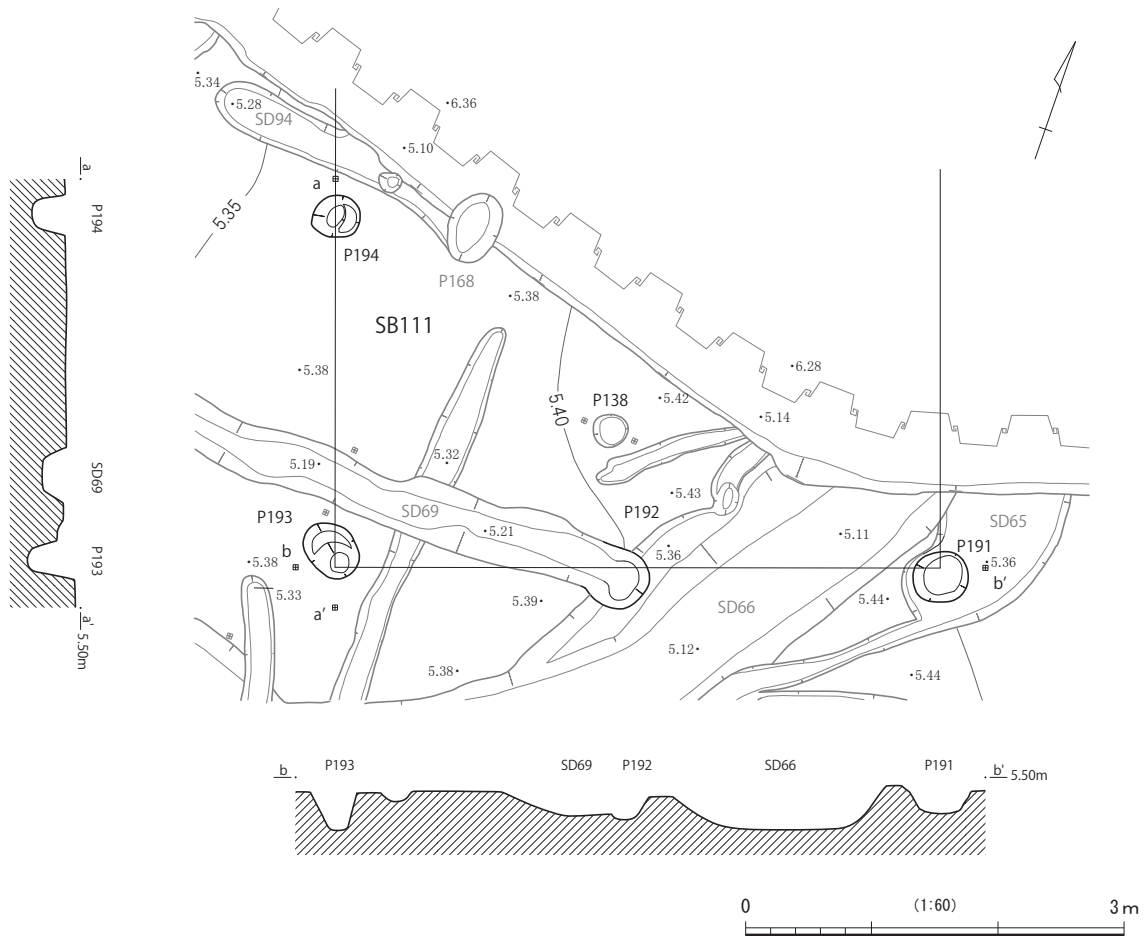 5.34
6.36
5.28
SD94
5.10
a
P194
a
P194
5.35
P168
5.38
SB111
6.28
5.38
P138
5.42
5.40
5.14
5.32
5.19
SD69
5.43
P192
SD69
P193
5.21
5.11
SD65
P191
b
5.38
5.36
5.36
b’
P193
5.33
a’
5.39
SD66
5.44
a’
5.50m
5.38
5.12
5.44
b
P193
SD69
P192
SD66
P191
b’
5.50m
0
(1:60)
3 m